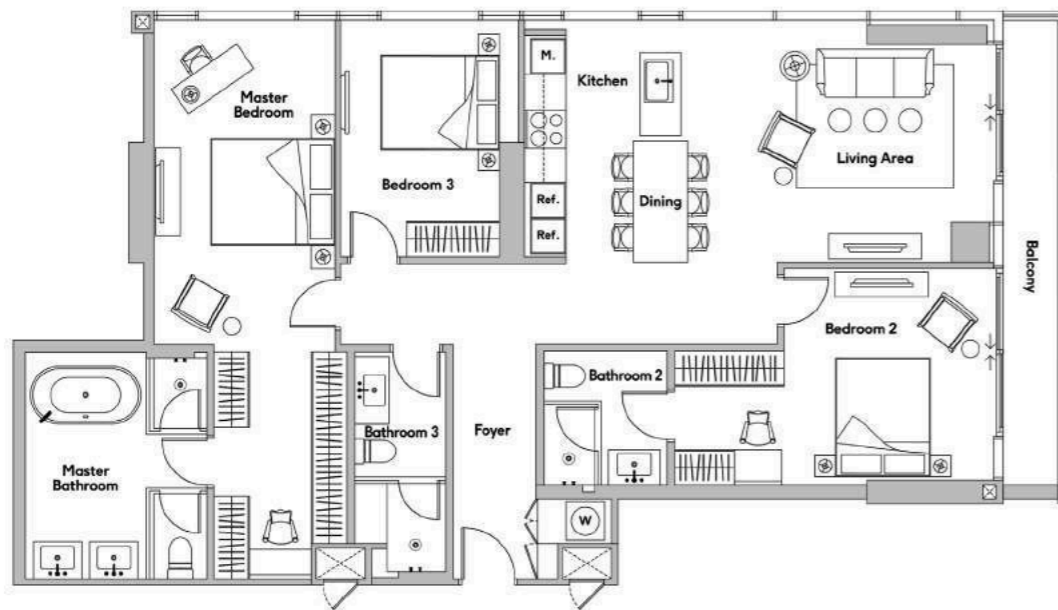 M.
Kitchen
Master
Bedroom
Living Area
Bedroom 3
Ref.
Dining
Ref.
Balcony
Bedroom 2
Bathroom 2
Bathroom 3
Foyer
Master
Bathroom
W